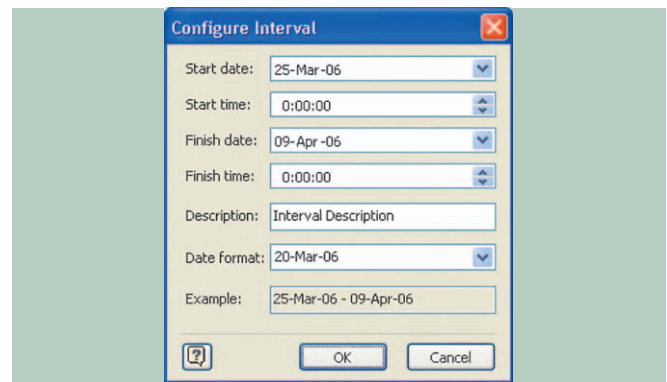 Configure Interval
Start date: 25-Mar-06
Start time: 0:00:00
Finish date: 09-Apr-06
Finish time: 0:00:00
Description: Interval Description
Date format: 20-Mar-06
Example: 25-Mar-06 - 09-Apr-06
? OK Cancel